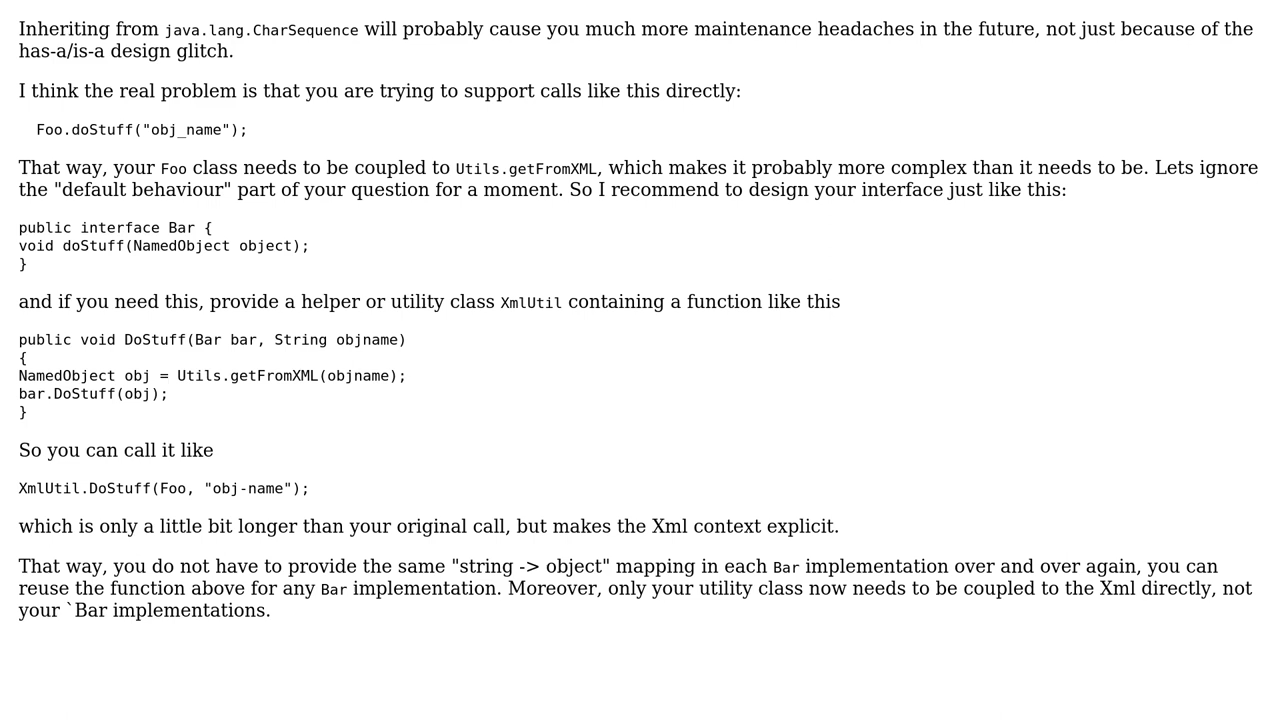 Inheriting from java.lang.CharSequence will probably cause you much more maintenance headaches in the future, not just because of the
has-a/is-a design glitch.
I think the real problem is that you are trying to support calls like this directly:
Foo.doStuff("obj_name");
That way, your Foo class needs to be coupled to Utils.getFromXML, which makes it probably more complex than it needs to be. Lets ignore
the "default behaviour" part of your question for a moment. So I recommend to design your interface just like this:
public interface Bar {
void doStuff(NamedObject object);
}
and if you need this, provide a helper or utility class XmlUtil containing a function like this
public void DoStuff(Bar bar, String objname)
{
NamedObject obj = Utils.getFromXML(objname);
bar.DoStuff(obj);
}
So you can call it like
XmlUtil.DoStuff(Foo, "obj-name");
which is only a little bit longer than your original call, but makes the Xml context explicit.
That way, you do not have to provide the same "string -> object" mapping in each Bar implementation over and over again, you can
reuse the function above for any Bar implementation. Moreover, only your utility class now needs to be coupled to the Xml directly, not
your `Bar implementations.